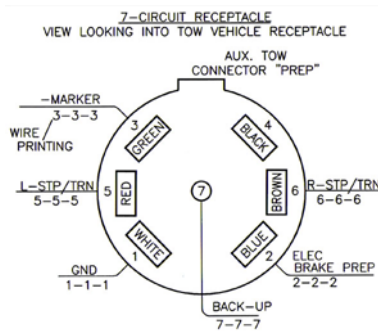 7-CIRCUIT RECEPTACLE
VIEW LOOKING INTO TOW VEHICLE RECEPTACLE
AUX. TOW
CONNECTOR "PREP"
-MARKER
3-3-3
WIRE
PRINTING
3
GREEN
4
BLACK
L-STP/TRN
5-5-5
5
RED
7
BROWN
6
R-STP/TRN
6-6-6
WHITE
1
BLUE
2
GND
1-1-1
ELEC
BRAKE PREP
2-2-2
BACK-UP
7-7-7